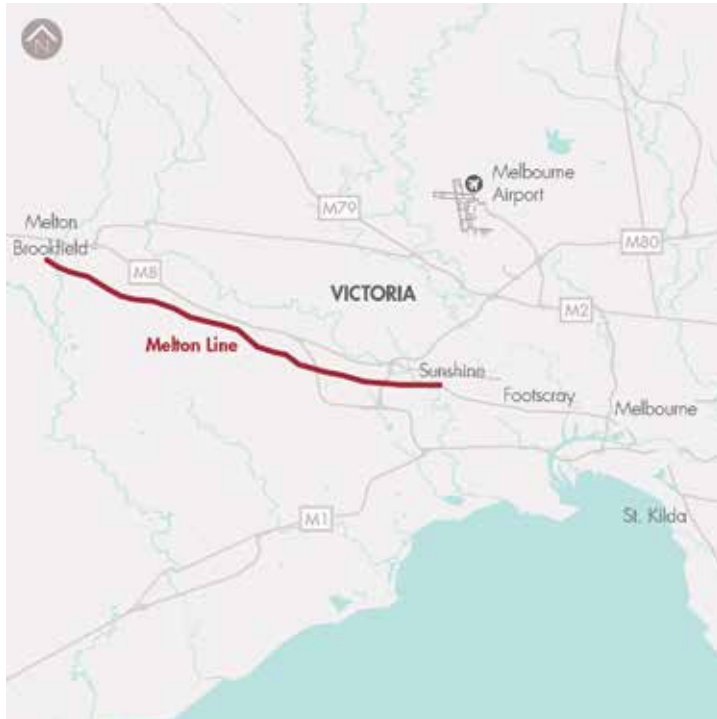 N
Melbourne
Airport
M79
Melton
Brookfield
M80
M8
VICTORIA
M2
Melton Line
Sunshine
Footscray
Melbourne
M1
St. Kilda